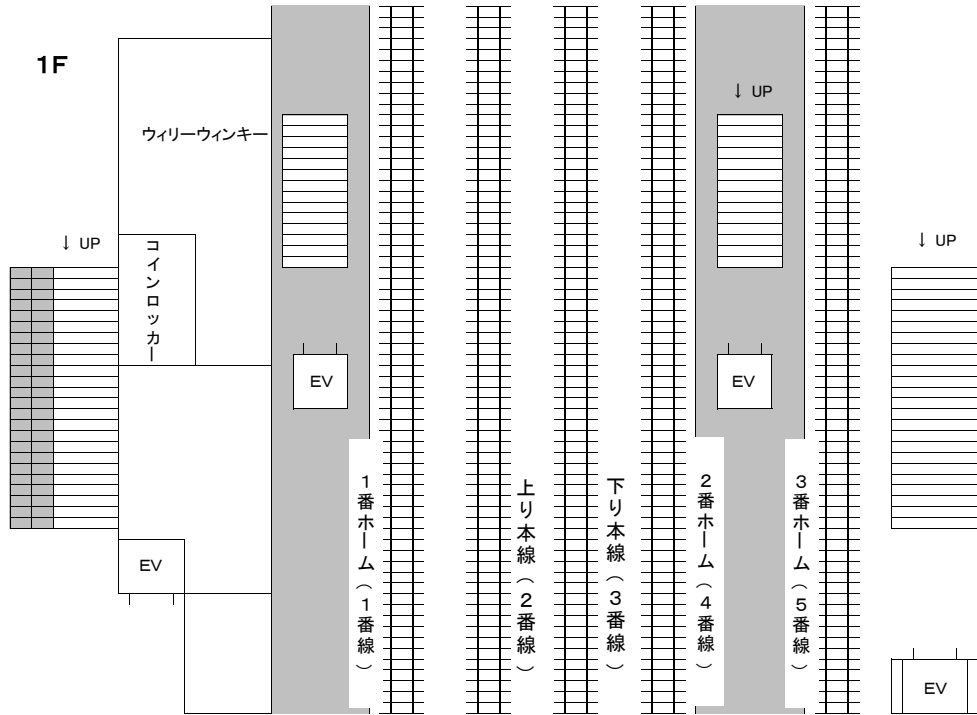 1F
ウィリーウィンキー
↓ UP
↓ UP
コインロッカー
↓ UP
EV
EV
1番ホーム(1番線)
上り本線(2番線)
下り本線(3番線)
2番ホーム(4番線)
3番ホーム(5番線)
EV
EV